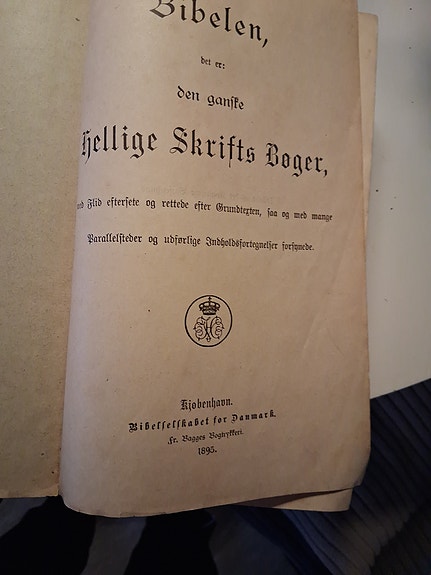 Bibelen,
det er:
den ganske
Hellige Skrifts Bøger,
med Flid eftersete og rettede efter Grundtexten, saa og med mange
Parallelsteder og udførlige Indholdsfortegnelser forsynede.
Kjøbenhavn.
Bibelselskabet for Danmark.
Fr. Bagges Bogtrykkeri.
1895.